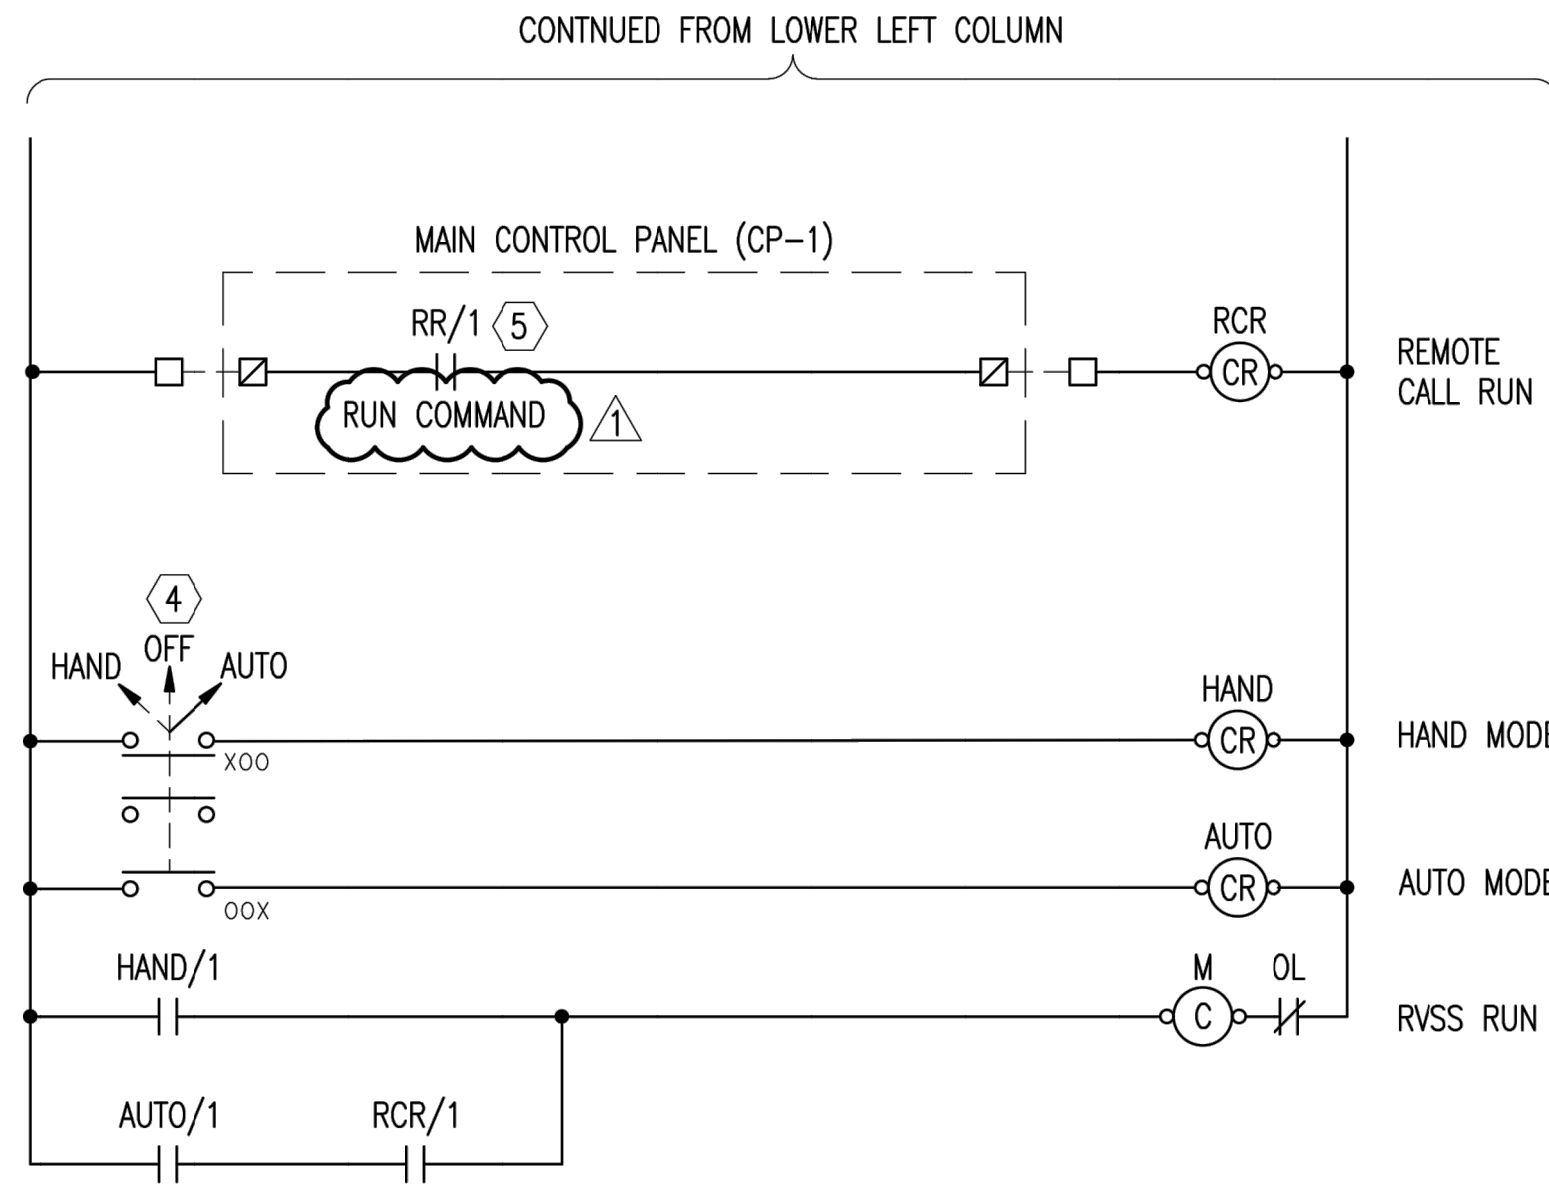 CONTNUED FROM LOWER LEFT COLUMN
MAIN CONTROL PANEL (CP-1)
RR/1 5
RCR
CR
REMOTE
CALL RUN
RUN COMMAND 1
4
HAND OFF AUTO
XOO
HAND
CR
HAND MODE
AUTO
CR
AUTO MODE
OOX
HAND/1
M OL
C
RVSS RUN
AUTO/1 RCR/1